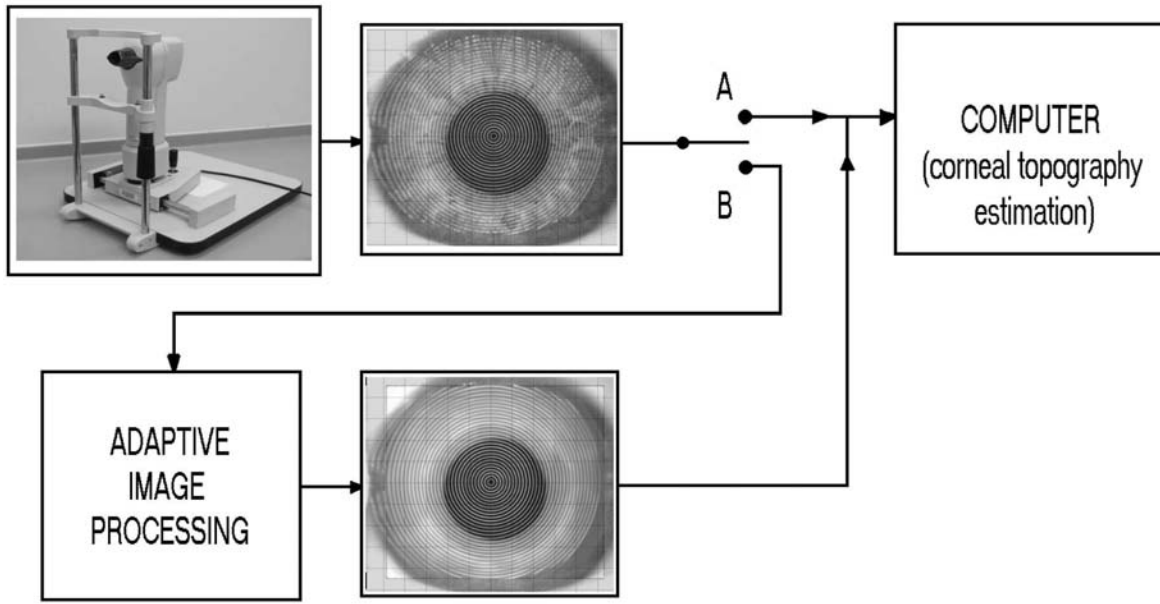 A
B
COMPUTER
(corneal topography
estimation)
ADAPTIVE
IMAGE
PROCESSING